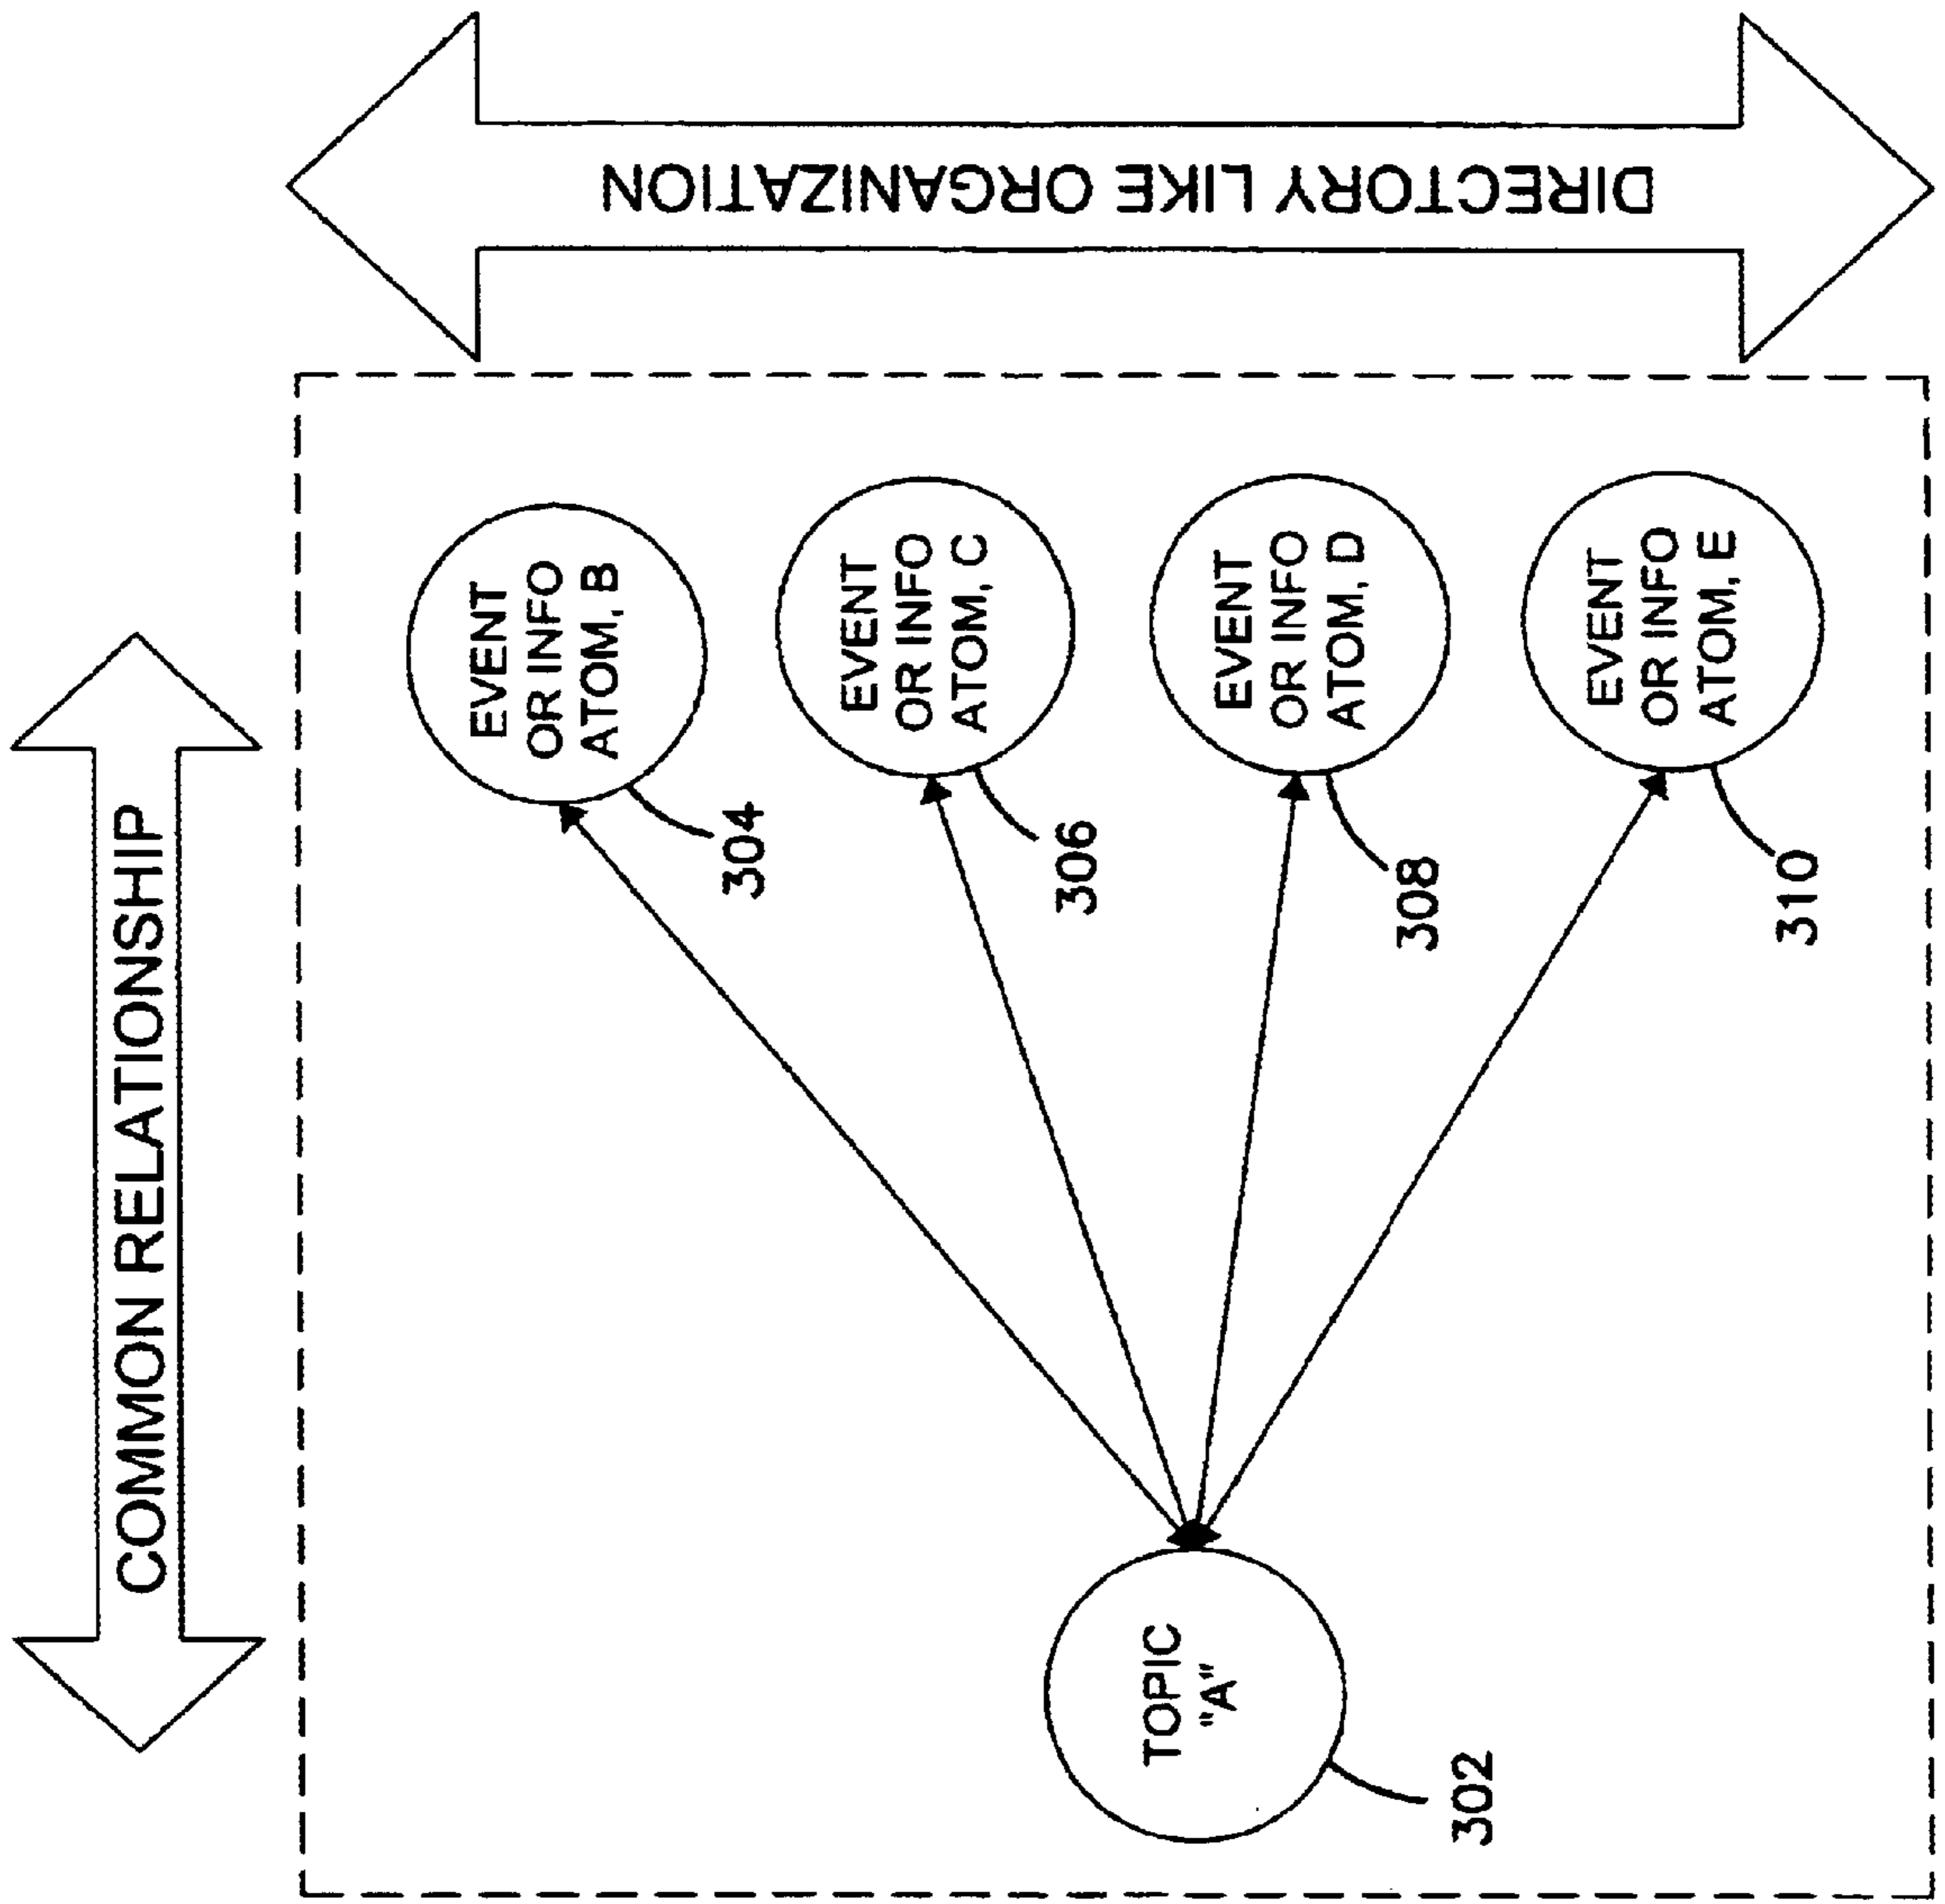 COMMON RELATIONSHIP
DIRECTORY LIKE ORGANIZATION
EVENT
OR INFO
ATOM, B
304
EVENT
OR INFO
ATOM, C
306
EVENT
OR INFO
ATOM, D
308
EVENT
OR INFO
ATOM, E
310
TOPIC
"A"
302